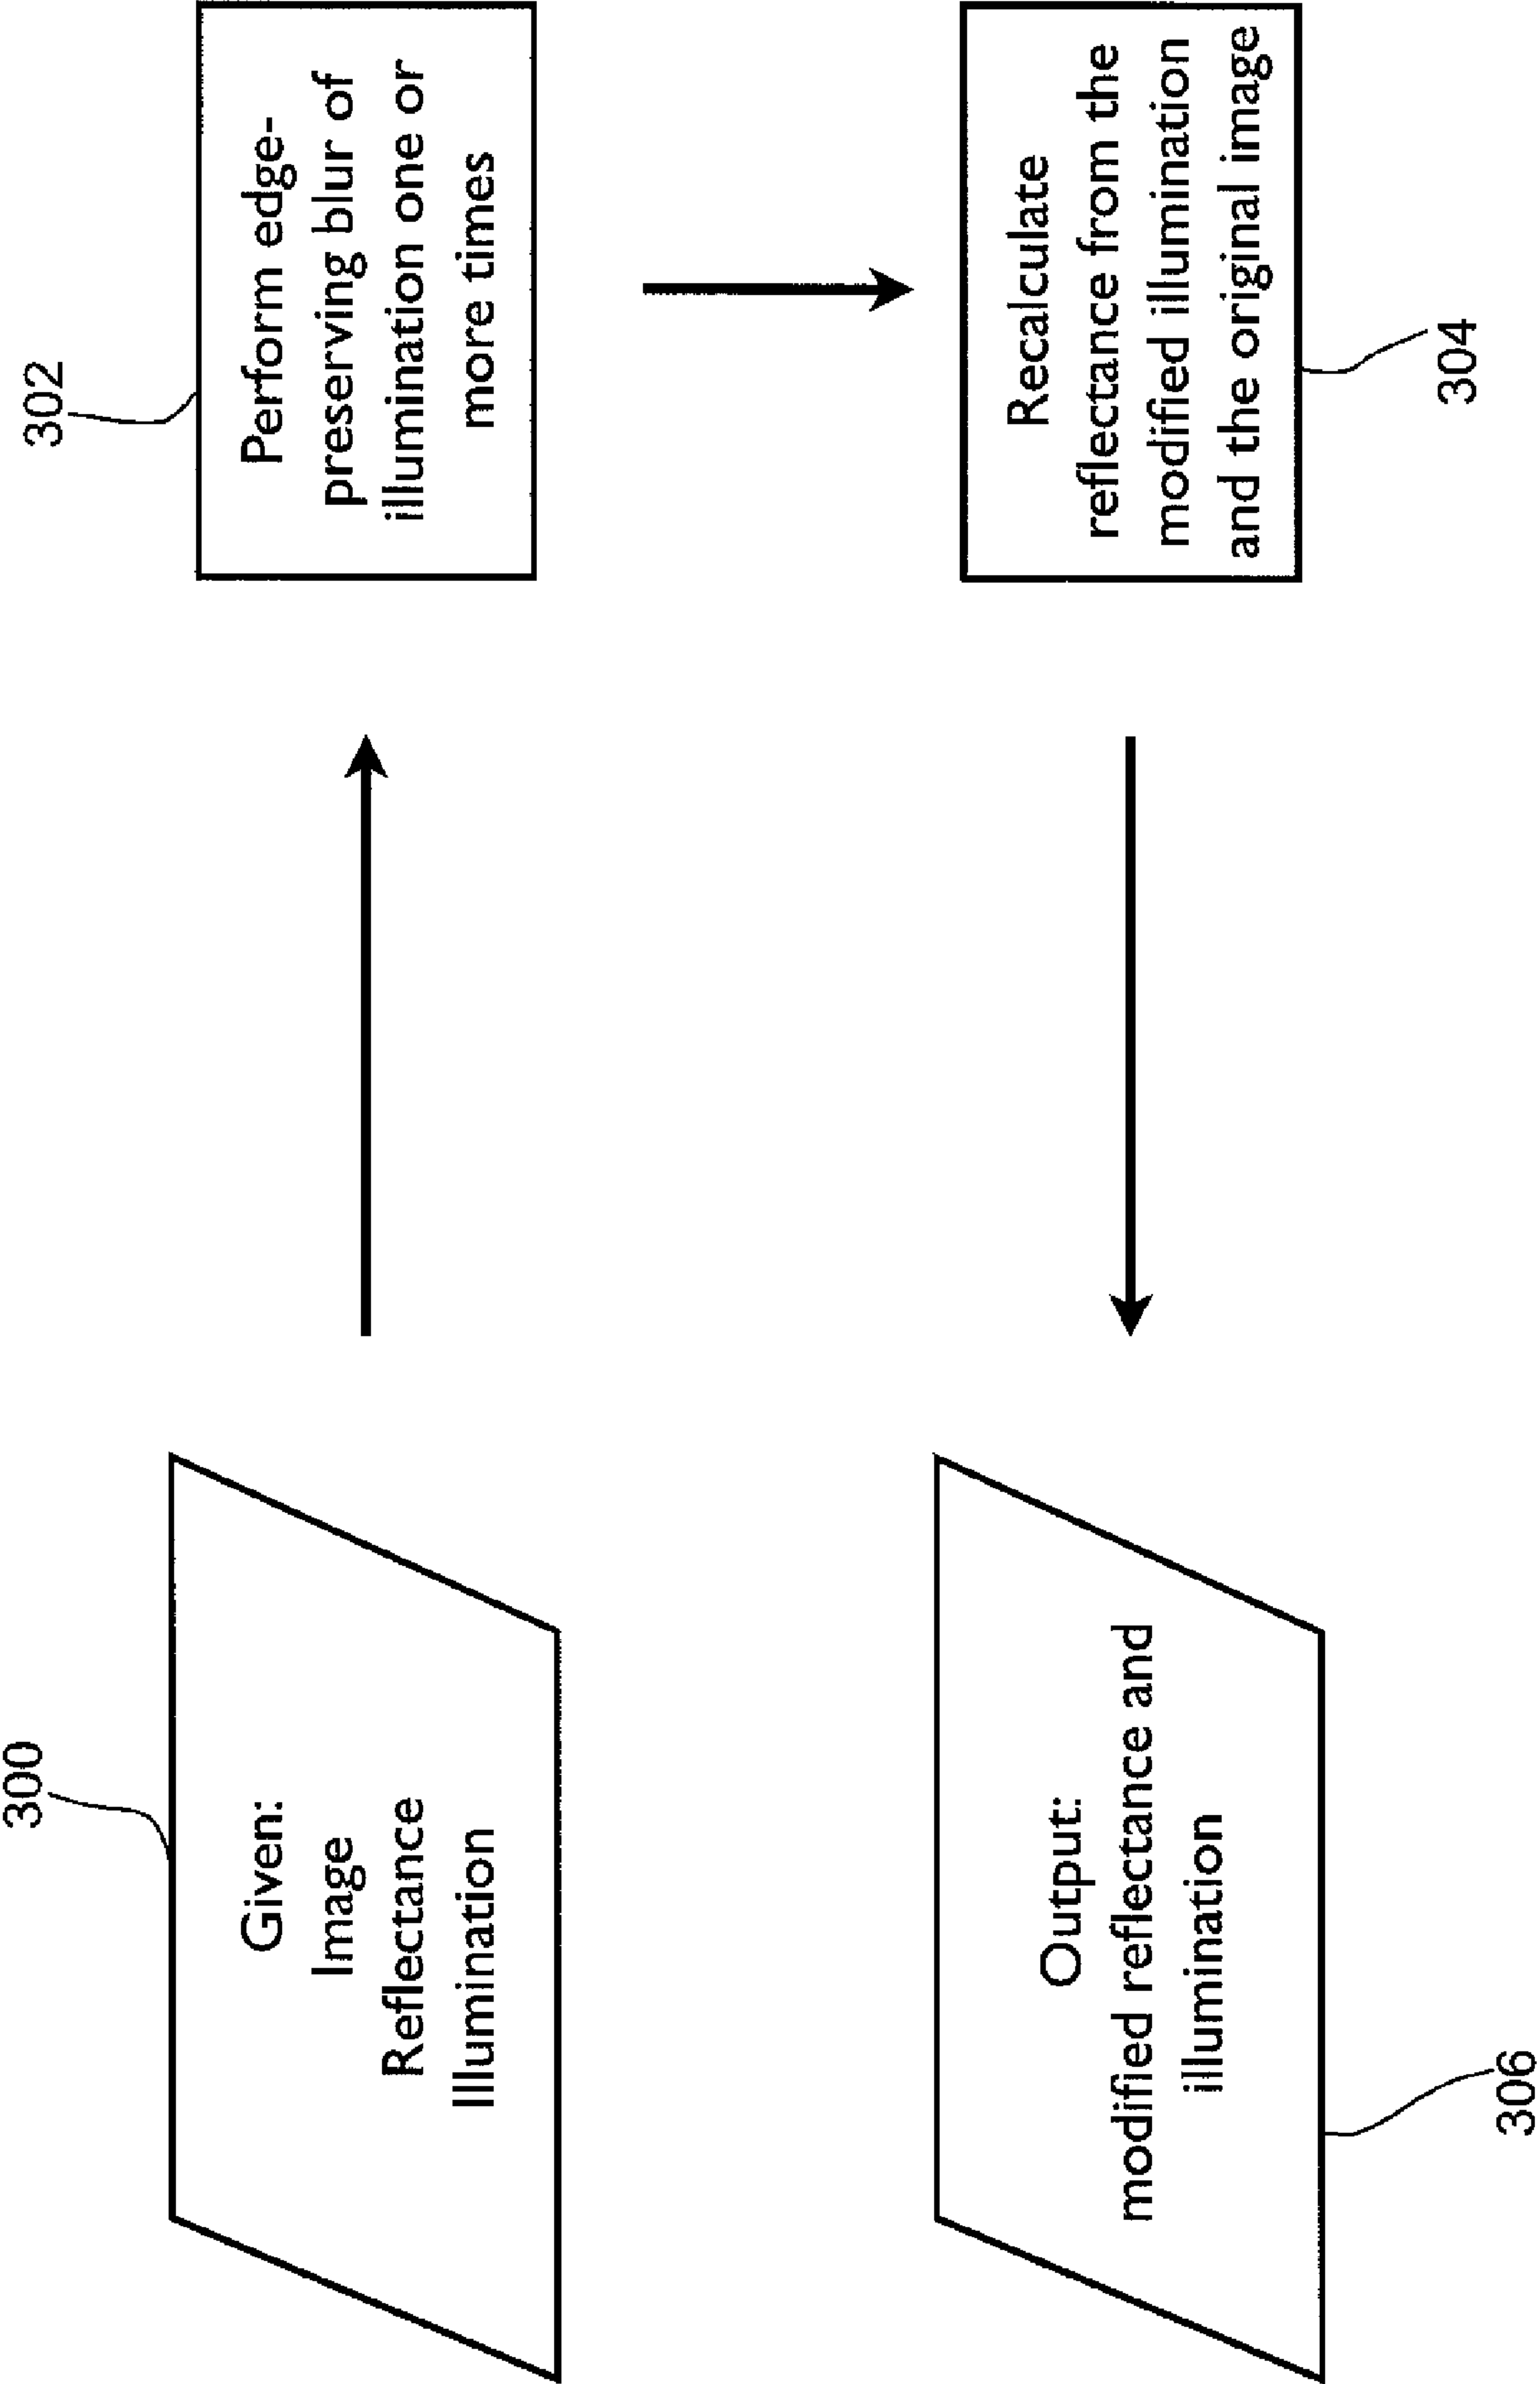 300
Given:
Image
Reflectance
Illumination
302
Perform edge-
preserving blur of
illumination one or
more times
Recalculate
reflectance from the
modified illumination
and the original image
304
Output:
modified reflectance and
illumination
306